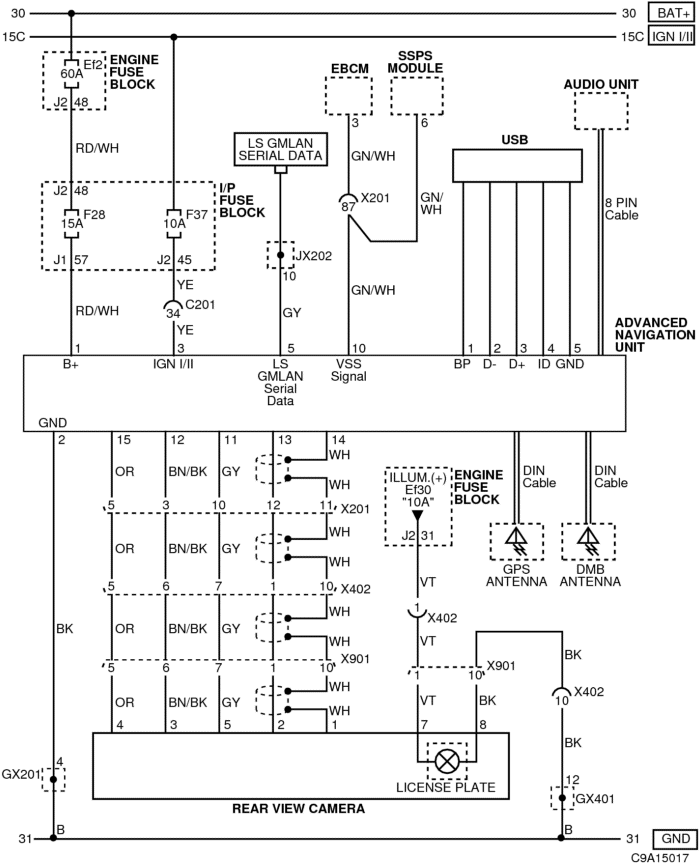 30 30 BAT+
15C 15C IGN I/II
Ef2
60A
ENGINE
FUSE
BLOCK
J2 48
RD/WH
EBCM
SSPS
MODULE
AUDIO UNIT
3
6
LS GMLAN
SERIAL DATA
USB
GN/WH
GN/
WH
X201
87
8 PIN
Cable
J2 48
I/P
FUSE
BLOCK
F28
15A
F37
10A
J1 57
J2 45
JX202
10
YE
C201
34
YE
RD/WH
GY
GN/WH
ADVANCED
NAVIGATION
UNIT
1 3 5 10 1 2 3 4 5
B+ IGN I/II LS
GMLAN
Serial
Data
VSS
Signal
BP D- D+ ID GND
GND
2 15 12 11 13 14
WH
OR BN/BK GY
WH
5 3 10 12 11 X201
ILLUM.(+)
Ef30
"10A"
ENGINE
FUSE
BLOCK
J2 31
DIN
Cable
DIN
Cable
GPS
ANTENNA
DMB
ANTENNA
WH
OR BN/BK GY
WH
5 6 7 1 10 X402
VT
1
X402
VT
BK
WH
OR BN/BK GY
WH
5 6 7 1 10 X901
1 10 X901
BK
WH
OR BN/BK GY
WH
VT BK
X402
10
BK
4 3 5 2 1 7 8
LICENSE PLATE
REAR VIEW CAMERA
4
GX201
12
GX401
B B
31 31 GND
C9A15017